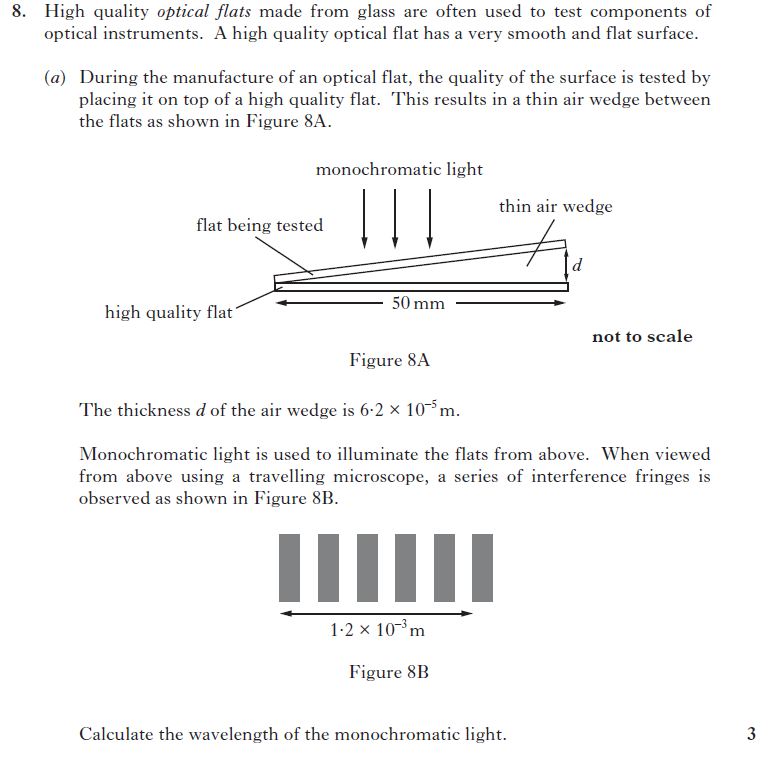 8. High quality optical flats made from glass are often used to test components of
optical instruments. A high quality optical flat has a very smooth and flat surface.
(a) During the manufacture of an optical flat, the quality of the surface is tested by
placing it on top of a high quality flat. This results in a thin air wedge between
the flats as shown in Figure 8A.
monochromatic light
thin air wedge
flat being tested
d
50 mm
high quality flat
not to scale
Figure 8A
The thickness d of the air wedge is 6·2 × 10⁻⁵ m.
Monochromatic light is used to illuminate the flats from above. When viewed
from above using a travelling microscope, a series of interference fringes is
observed as shown in Figure 8B.
1·2 × 10⁻³ m
Figure 8B
Calculate the wavelength of the monochromatic light. 3